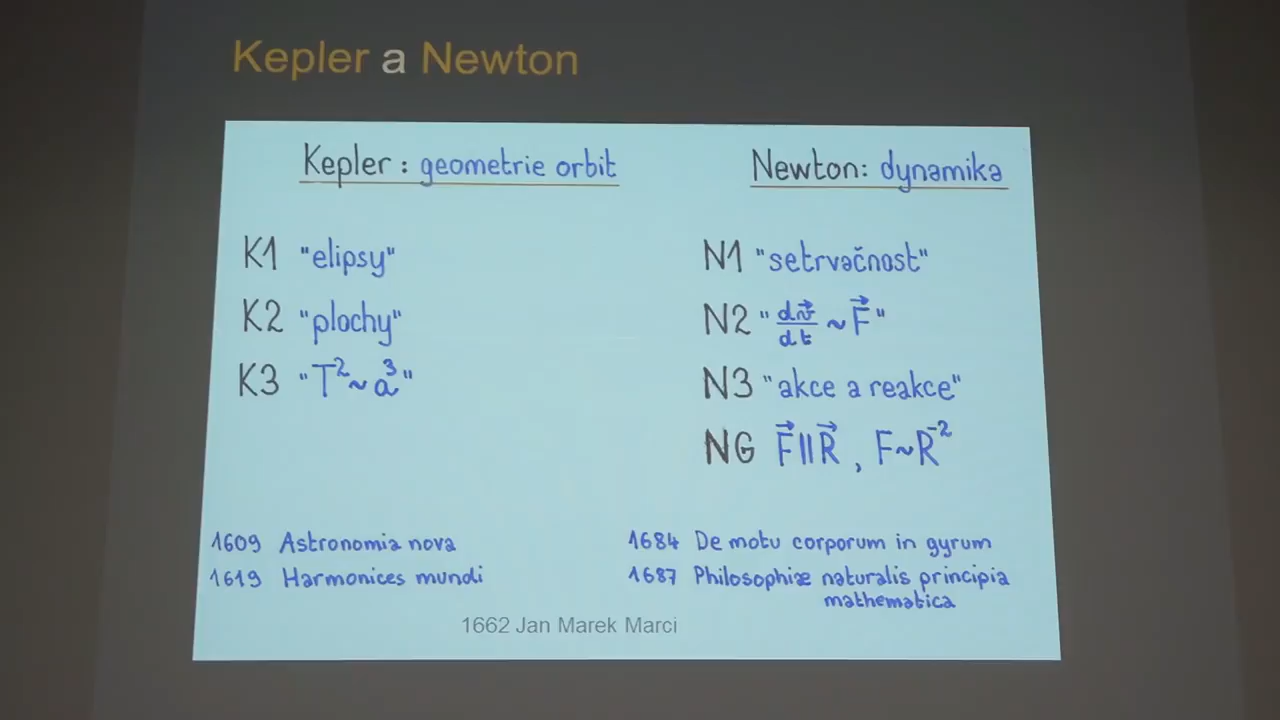 Kepler a Newton
Kepler : geometrie orbit
K1 "elipsy"
K2 "plochy"
K3 "T² ~ a³"
Newton: dynamika
N1 "setrvačnost"
N2 "dv⃗/dt ~ F⃗"
N3 "akce a reakce"
NG F⃗ || R⃗ , F~R⁻²
1609 Astronomia nova
1619 Harmonices mundi
1684 De motu corporum in gyrum
1687 Philosophiæ naturalis principia
mathematica
1662 Jan Marek Marci